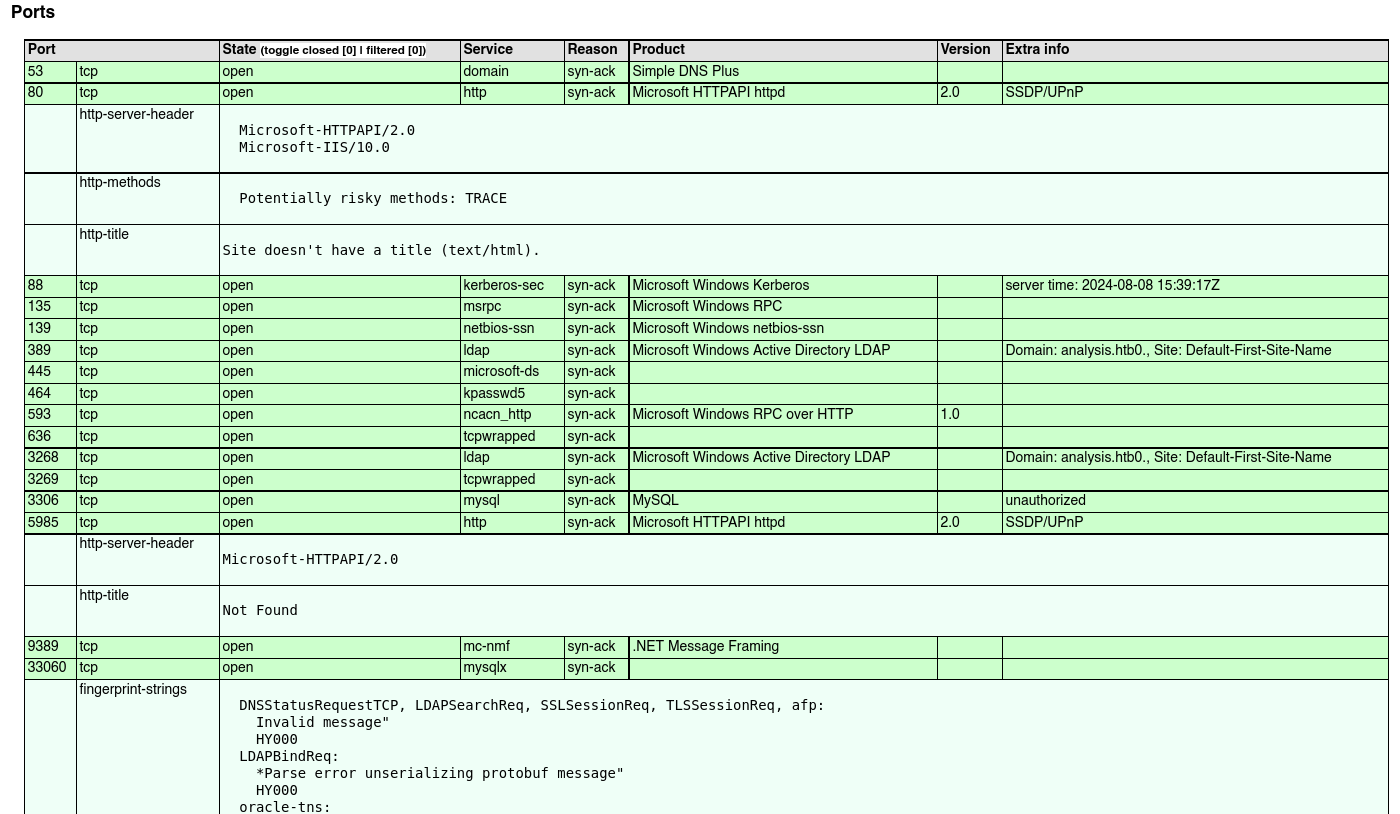 Ports
Port State (toggle closed [0] | filtered [0]) Service Reason Product Version Extra info
53 tcp open domain syn-ack Simple DNS Plus
80 tcp open http syn-ack Microsoft HTTPAPI httpd 2.0 SSDP/UPnP
http-server-header
Microsoft-HTTPAPI/2.0
Microsoft-IIS/10.0
http-methods
Potentially risky methods: TRACE
http-title
Site doesn't have a title (text/html).
88 tcp open kerberos-sec syn-ack Microsoft Windows Kerberos server time: 2024-08-08 15:39:17Z
135 tcp open msrpc syn-ack Microsoft Windows RPC
139 tcp open netbios-ssn syn-ack Microsoft Windows netbios-ssn
389 tcp open ldap syn-ack Microsoft Windows Active Directory LDAP Domain: analysis.htb0., Site: Default-First-Site-Name
445 tcp open microsoft-ds syn-ack
464 tcp open kpasswd5 syn-ack
593 tcp open ncacn_http syn-ack Microsoft Windows RPC over HTTP 1.0
636 tcp open tcpwrapped syn-ack
3268 tcp open ldap syn-ack Microsoft Windows Active Directory LDAP Domain: analysis.htb0., Site: Default-First-Site-Name
3269 tcp open tcpwrapped syn-ack
3306 tcp open mysql syn-ack MySQL unauthorized
5985 tcp open http syn-ack Microsoft HTTPAPI httpd 2.0 SSDP/UPnP
http-server-header
Microsoft-HTTPAPI/2.0
http-title
Not Found
9389 tcp open mc-nmf syn-ack .NET Message Framing
33060 tcp open mysqlx syn-ack
fingerprint-strings
DNSStatusRequestTCP, LDAPSearchReq, SSLSessionReq, TLSSessionReq, afp:
Invalid message"
HY000
LDAPBindReq:
*Parse error unserializing protobuf message"
HY000
oracle-tns: